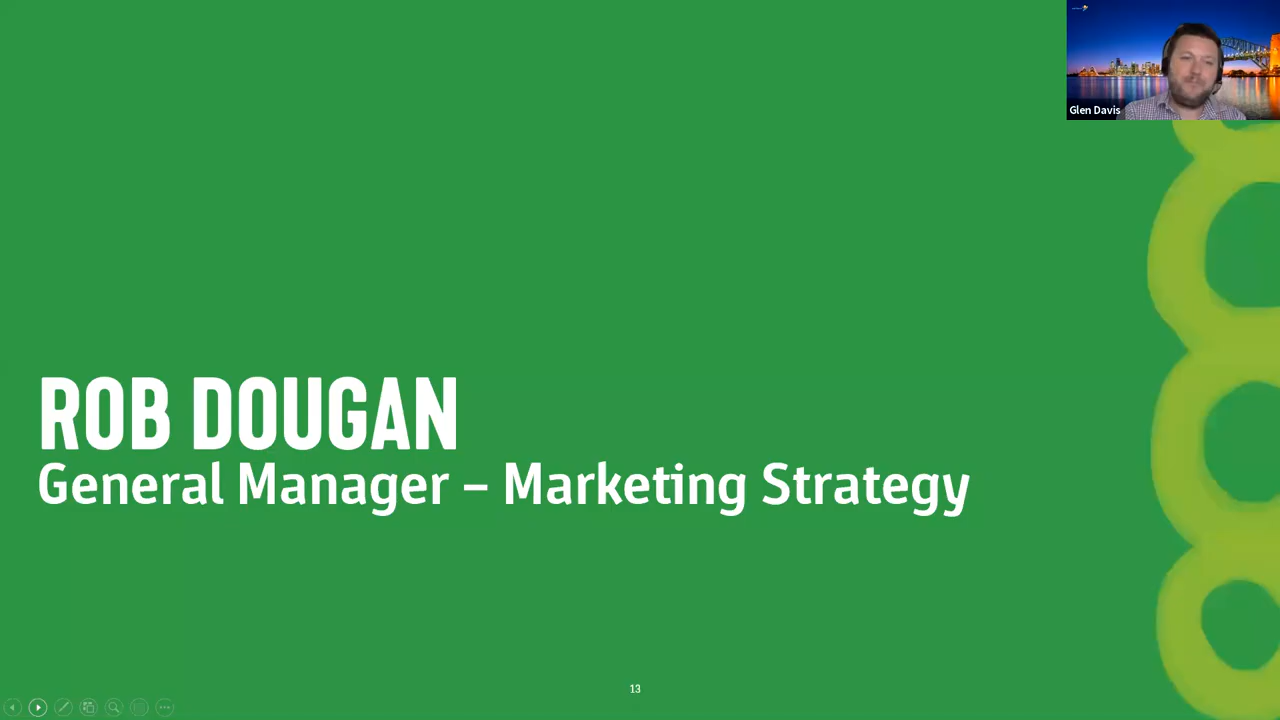 Glen Davis
ROB DOUGAN
General Manager – Marketing Strategy
13